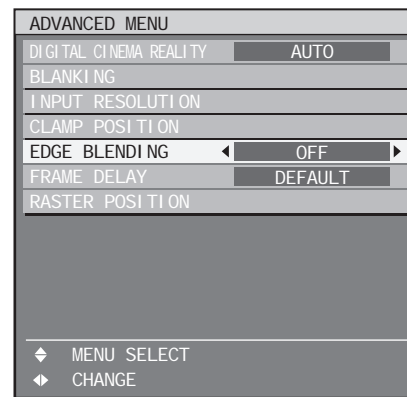 ADVANCED MENU
DIGITAL CINEMA REALITY AUTO
BLANKING
INPUT RESOLUTION
CLAMP POSITION
EDGE BLENDING OFF
FRAME DELAY DEFAULT
RASTER POSITION
MENU SELECT
CHANGE